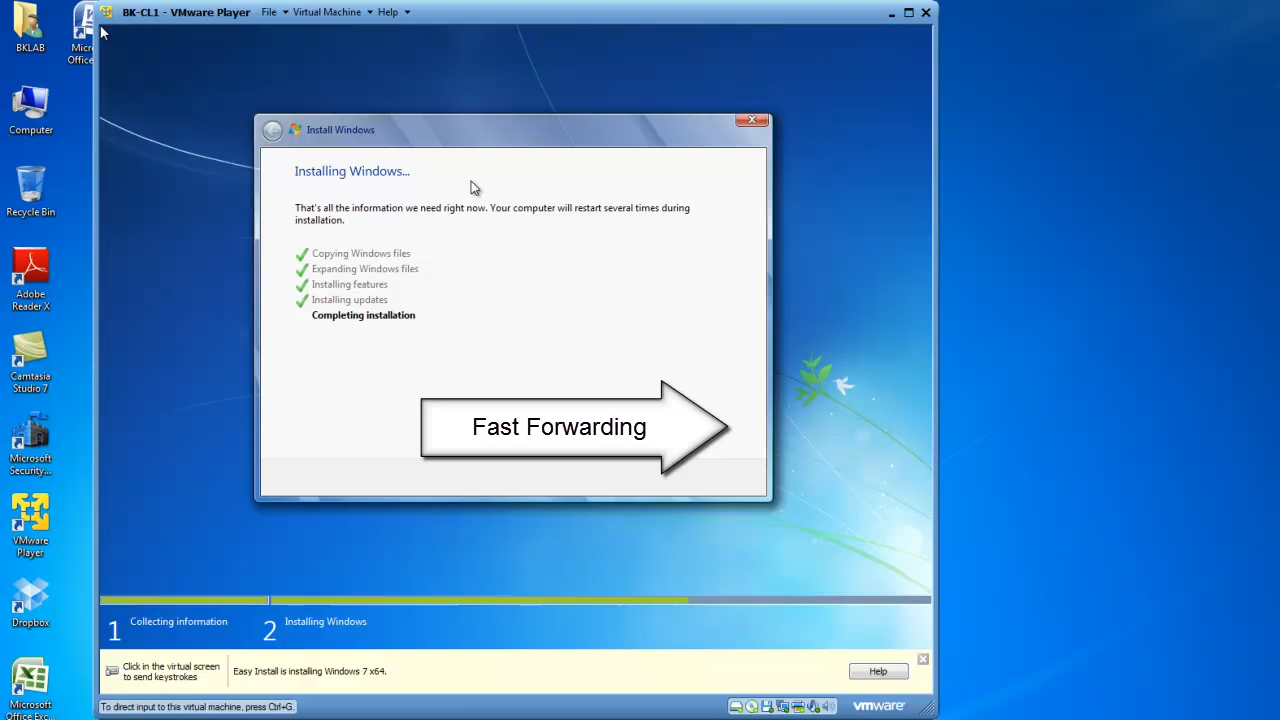 BK-CL1 - VMware Player File Virtual Machine Help
BKLAB
Micr
Office
Computer
Recycle Bin
Adobe
Reader X
Camtasia
Studio 7
Microsoft
Security...
VMware
Player
Dropbox
Microsoft
Office Exc...
Install Windows
Installing Windows...
That's all the information we need right now. Your computer will restart several times during
installation.
Copying Windows files
Expanding Windows files
Installing features
Installing updates
Completing installation
Fast Forwarding
1 Collecting information
2 Installing Windows
Click in the virtual screen
to send keystrokes
Easy Install is installing Windows 7 x64.
Help
To direct input to this virtual machine, press Ctrl+G.
vmware